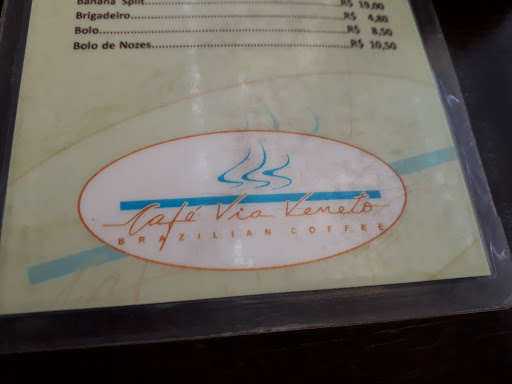 Banana Split...........................................R$ 19,00
Brigadeiro.............................................R$ 4,80
Bolo......................................................R$ 8,50
Bolo de Nozes.......................................R$ 10,50
Café Via Veneto
BRAZILIAN COFFEE